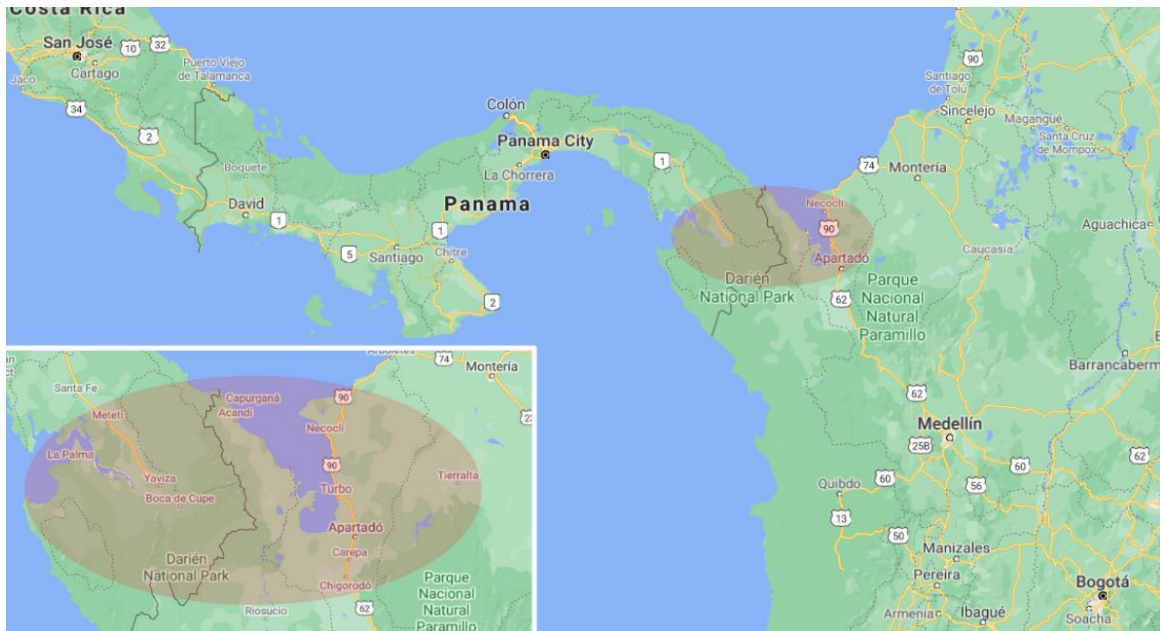 Costa Rica
San José
Cartago
Jaco
10
32
34
2
Puerto Viejo
de Talamanca
Boquete
David
1
5
Santiago
1
Chitre
2
Colón
Panama City
La Chorrera
Panama
1
90
Santiago
de Tolú
Sincelejo
Magangué
Santa Cruz
de Mompox
74
Montería
Necoclí
90
Apartadó
62
Darién
National Park
Parque
Nacional
Natural
Paramillo
Caucasia
Aguachica
Barrancaberm
62
Medellín
25B
60
62
56
Quibdo
60
13
50
Manizales
Pereira
Armenia
Ibagué
Bogotá
Soacha
Santa Fe
Metetí
La Palma
Yaviza
Boca de Cupe
Darién
National Park
Capurganá
Acandí
Arboletes
74
Montería
90
Necoclí
90
Turbo
Tierralta
Apartadó
Carepa
Chigorodó
Riosucio
62
Parque
Nacional
Natural
Paramillo